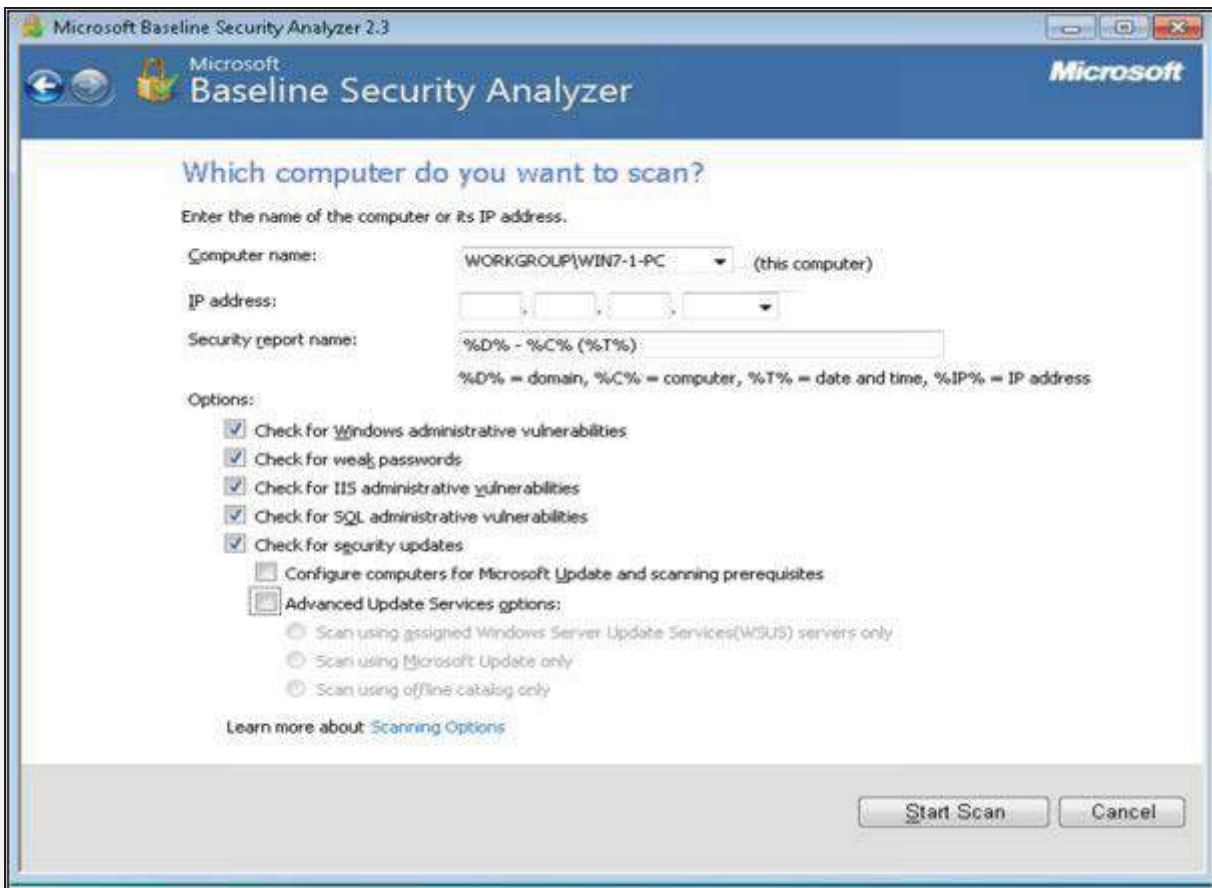 Microsoft Baseline Security Analyzer 2.3
Microsoft
Baseline Security Analyzer
Microsoft
Which computer do you want to scan?
Enter the name of the computer or its IP address.
Computer name:
WORKGROUP\WIN7-1-PC
(this computer)
IP address:
Security report name:
%D% - %C% (%T%)
%D% = domain, %C% = computer, %T% = date and time, %IP% = IP address
Options:
Check for Windows administrative vulnerabilities
Check for weak passwords
Check for IIS administrative vulnerabilities
Check for SQL administrative vulnerabilities
Check for security updates
Configure computers for Microsoft Update and scanning prerequisites
Advanced Update Services options:
Scan using assigned Windows Server Update Services(WSUS) servers only
Scan using Microsoft Update only
Scan using offline catalog only
Learn more about Scanning Options
Start Scan
Cancel